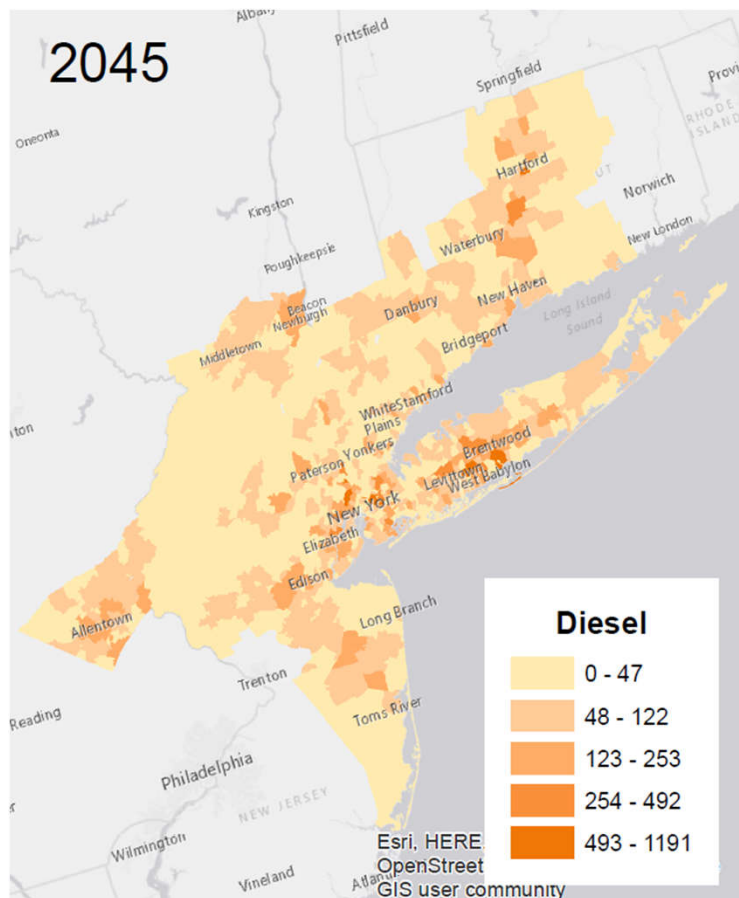 2045
Albany
Pittsfield
Springfield
Provi
RHODE
ISLAND
Oneonta
Hartford
UT
Norwich
Kingston
Waterbury
New London
Poughkeepsie
Beacon
Newburgh
Danbury
New Haven
Long Island
Sound
Middletown
Bridgeport
nton
White
Stamford
Plains
Yonkers
Paterson
Brentwood
Levittown
West Babylon
New York
Elizabeth
Edison
Allentown
Long Branch
Trenton
Reading
Toms River
Philadelphia
NEW JERSEY
Wilmington
Vineland
Atlanti
Diesel
0 - 47
48 - 122
123 - 253
254 - 492
493 - 1191
Esri, HERE
OpenStreet
GIS user community